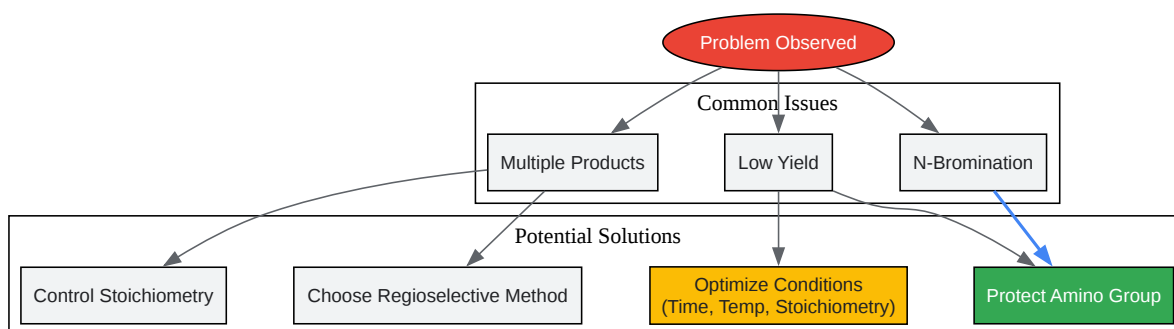 Problem Observed
Common Issues
Multiple Products
Low Yield
N-Bromination
Potential Solutions
Control Stoichiometry
Choose Regioselective Method
Optimize Conditions
(Time, Temp, Stoichiometry)
Protect Amino Group